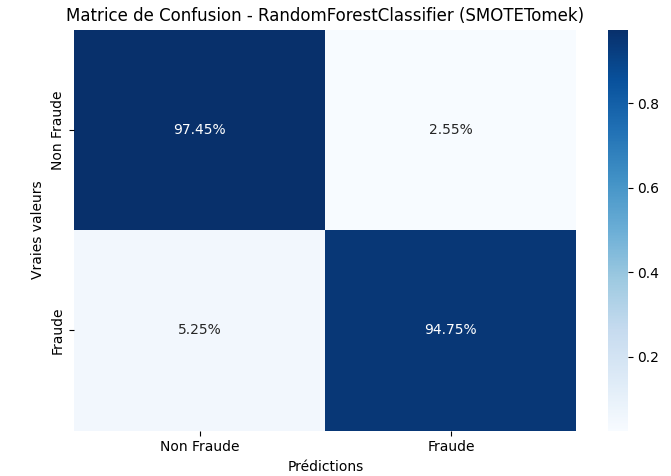 Matrice de Confusion - RandomForestClassifier (SMOTETomek)
Vraies valeurs
Non Fraude
97.45%
2.55%
Fraude
5.25%
94.75%
Non Fraude
Fraude
Prédictions
0.8
0.6
0.4
0.2